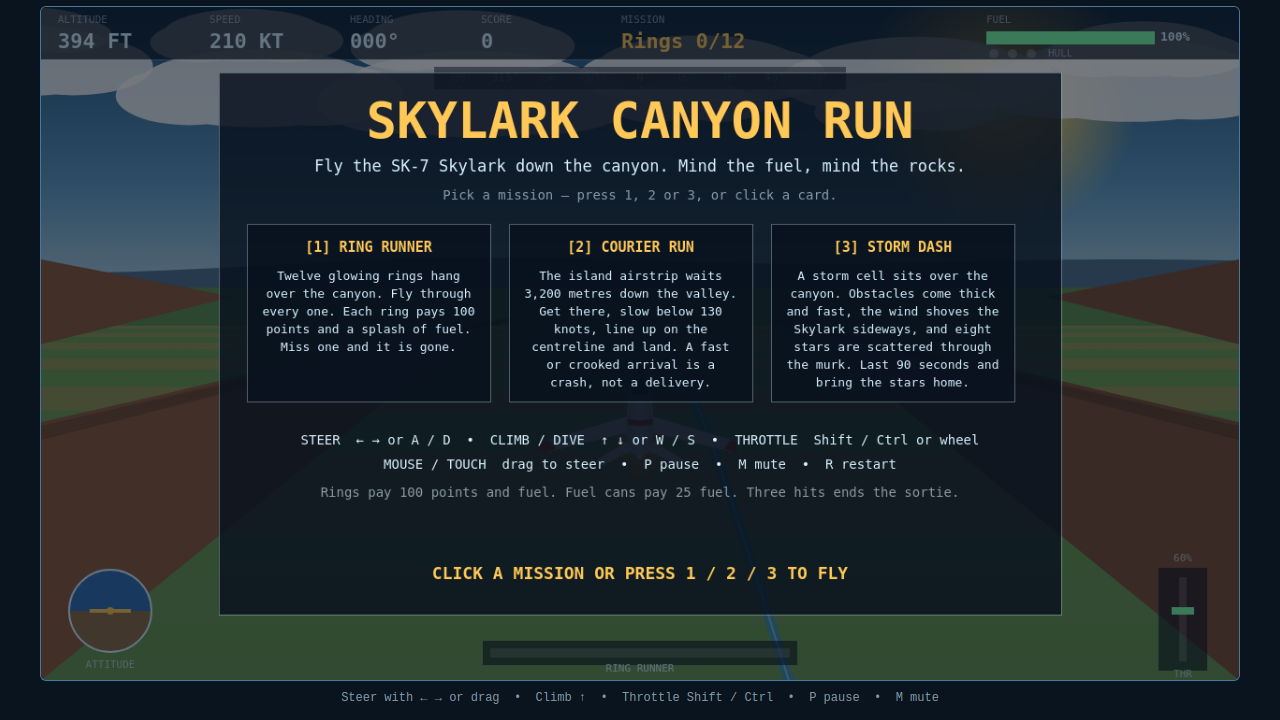 ALTITUDE SPEED HEADING SCORE MISSION FUEL
394 FT 210 KT 000° 0 Rings 0/12 100%
HULL
SKYLARK CANYON RUN
Fly the SK-7 Skylark down the canyon. Mind the fuel, mind the rocks.
Pick a mission — press 1, 2 or 3, or click a card.
[1] RING RUNNER
Twelve glowing rings hang
over the canyon. Fly through
every one. Each ring pays 100
points and a splash of fuel.
Miss one and it is gone.
[2] COURIER RUN
The island airstrip waits
3,200 metres down the valley.
Get there, slow below 130
knots, line up on the
centreline and land. A fast
or crooked arrival is a
crash, not a delivery.
[3] STORM DASH
A storm cell sits over the
canyon. Obstacles come thick
and fast, the wind shoves the
Skylark sideways, and eight
stars are scattered through
the murk. Last 90 seconds and
bring the stars home.
STEER ← → or A / D • CLIMB / DIVE ↑ ↓ or W / S • THROTTLE Shift / Ctrl or wheel
MOUSE / TOUCH drag to steer • P pause • M mute • R restart
Rings pay 100 points and fuel. Fuel cans pay 25 fuel. Three hits ends the sortie.
CLICK A MISSION OR PRESS 1 / 2 / 3 TO FLY
60%
ATTITUDE
RING RUNNER
THR
Steer with ← → or drag • Climb ↑ • Throttle Shift / Ctrl • P pause • M mute